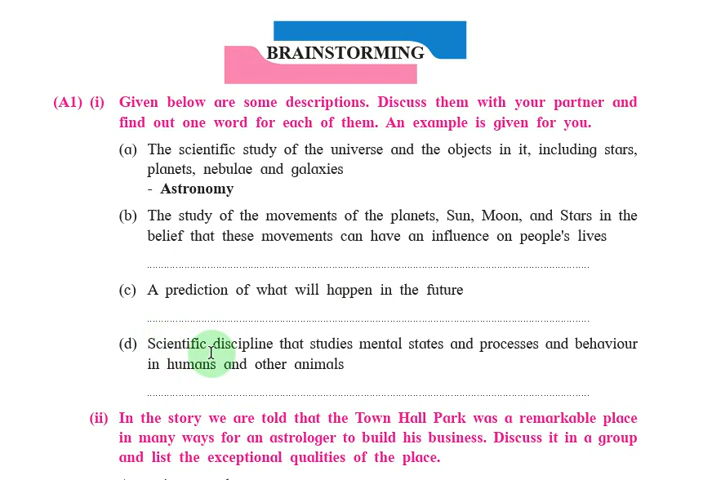 BRAINSTORMING
(A1) (i) Given below are some descriptions. Discuss them with your partner and
find out one word for each of them. An example is given for you.
(a) The scientific study of the universe and the objects in it, including stars,
planets, nebulae and galaxies
- Astronomy
(b) The study of the movements of the planets, Sun, Moon, and Stars in the
belief that these movements can have an influence on people's lives
(c) A prediction of what will happen in the future
(d) Scientific discipline that studies mental states and processes and behaviour
in humans and other animals
(ii) In the story we are told that the Town Hall Park was a remarkable place
in many ways for an astrologer to build his business. Discuss it in a group
and list the exceptional qualities of the place.